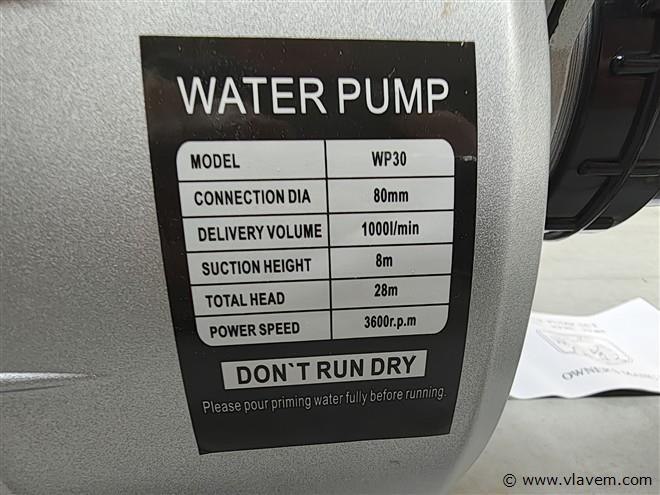 WATER PUMP
MODEL WP30
CONNECTION DIA 80mm
DELIVERY VOLUME 1000l/min
SUCTION HEIGHT 8m
TOTAL HEAD 28m
POWER SPEED 3600r.p.m
DON`T RUN DRY
Please pour priming water fully before running.
OWNER'S
© www.vlavem.com